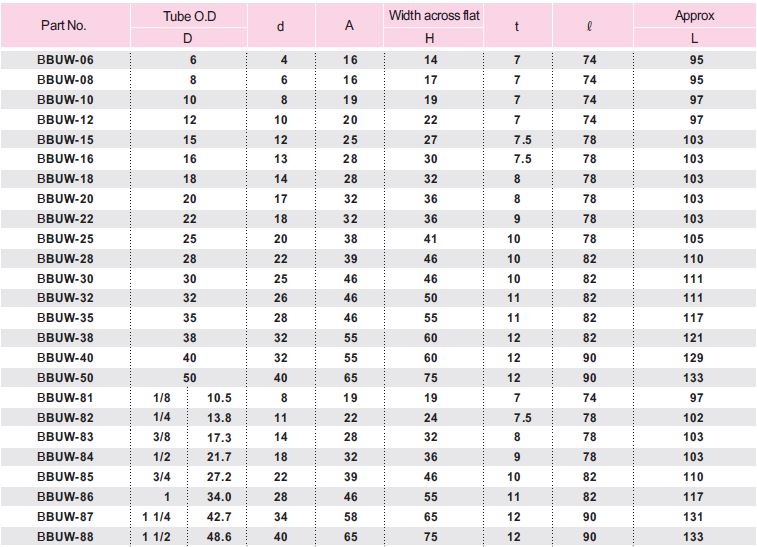 Part No. Tube O.D d A Width across flat t ℓ Approx
D H L
BBUW-06 6 4 16 14 7 74 95
BBUW-08 8 6 16 17 7 74 95
BBUW-10 10 8 19 19 7 74 97
BBUW-12 12 10 20 22 7 74 97
BBUW-15 15 12 25 27 7.5 78 103
BBUW-16 16 13 28 30 7.5 78 103
BBUW-18 18 14 28 32 8 78 103
BBUW-20 20 17 32 36 8 78 103
BBUW-22 22 18 32 36 9 78 103
BBUW-25 25 20 38 41 10 78 105
BBUW-28 28 22 39 46 10 82 110
BBUW-30 30 25 46 46 10 82 111
BBUW-32 32 26 46 50 11 82 111
BBUW-35 35 28 46 55 11 82 117
BBUW-38 38 32 55 60 12 82 121
BBUW-40 40 32 55 60 12 90 129
BBUW-50 50 40 65 75 12 90 133
BBUW-81 1/8 10.5 8 19 19 7 74 97
BBUW-82 1/4 13.8 11 22 24 7.5 78 102
BBUW-83 3/8 17.3 14 28 32 8 78 103
BBUW-84 1/2 21.7 18 32 36 9 78 103
BBUW-85 3/4 27.2 22 39 46 10 82 110
BBUW-86 1 34.0 28 46 55 11 82 117
BBUW-87 1 1/4 42.7 34 58 65 12 90 131
BBUW-88 1 1/2 48.6 40 65 75 12 90 133